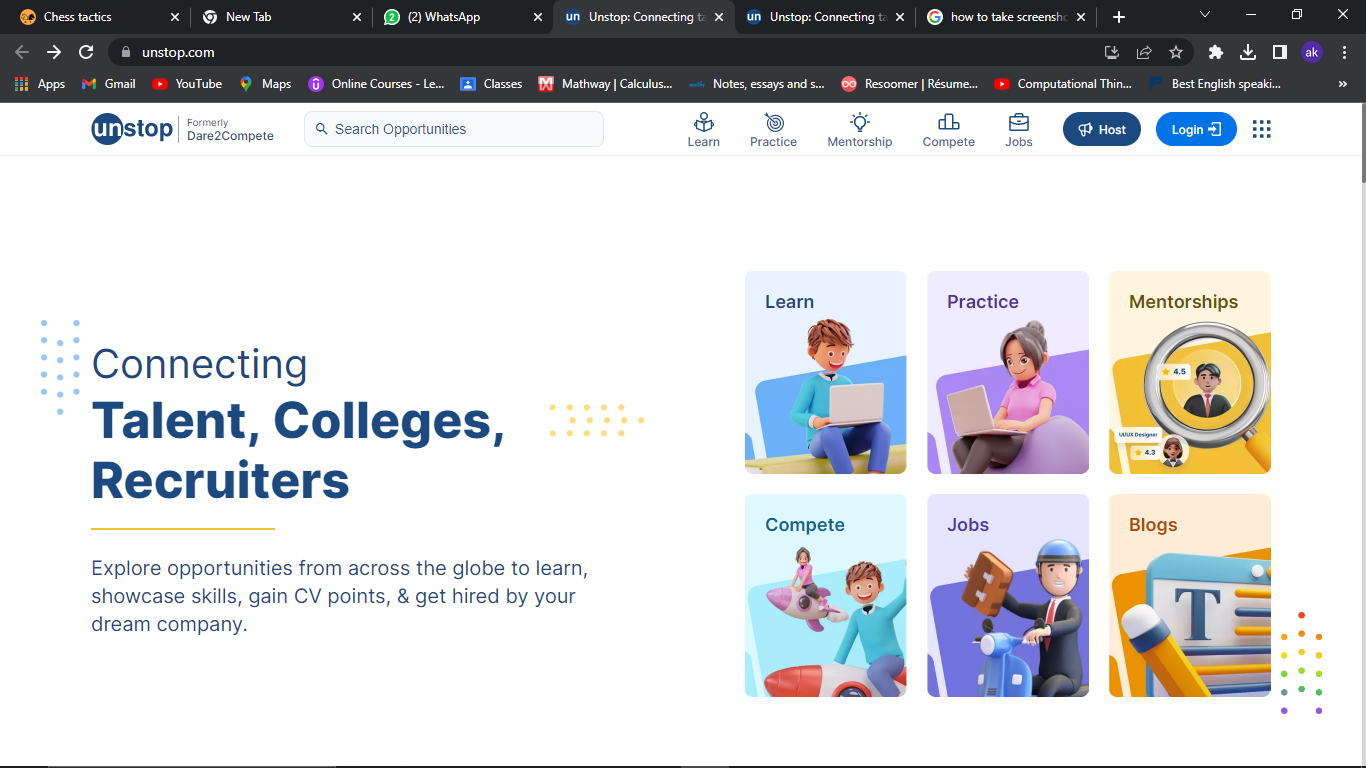 Chess tactics
New Tab
(2) WhatsApp
Unstop: Connecting ta
Unstop: Connecting ta
how to take screensho
unstop.com
ak
Apps
Gmail
YouTube
Maps
Online Courses - Le...
Classes
Mathway | Calculus...
Notes, essays and s...
Resoomer | Résume...
Computational Thin...
Best English speaki...
»
unstop
Formerly
Dare2Compete
Search Opportunities
Learn
Practice
Mentorship
Compete
Jobs
Host
Login
Connecting
Talent, Colleges,
Recruiters
Explore opportunities from across the globe to learn,
showcase skills, gain CV points, & get hired by your
dream company.
Learn
Practice
Mentorships
4.5
UI/UX Designer
4.3
Compete
Jobs
Blogs
T